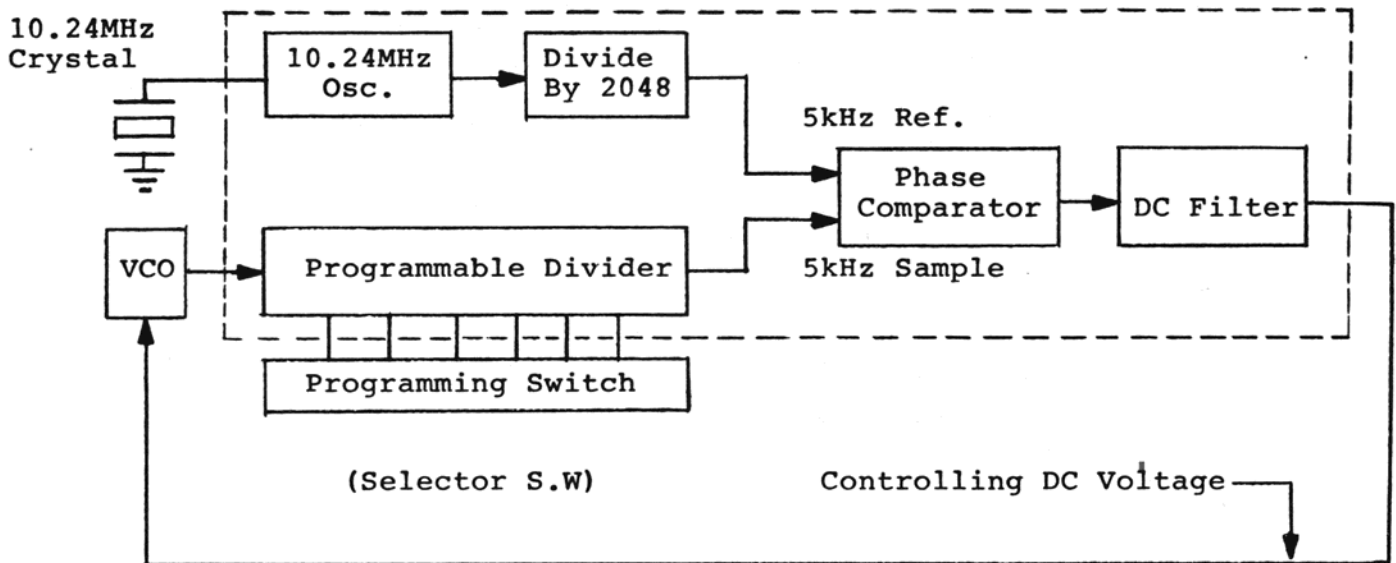 10.24MHz
Crystal
10.24MHz
Osc.
Divide
By 2048
5kHz Ref.
Phase
Comparator
DC Filter
VCO
Programmable Divider
5kHz Sample
Programming Switch
(Selector S.W)
Controlling DC Voltage